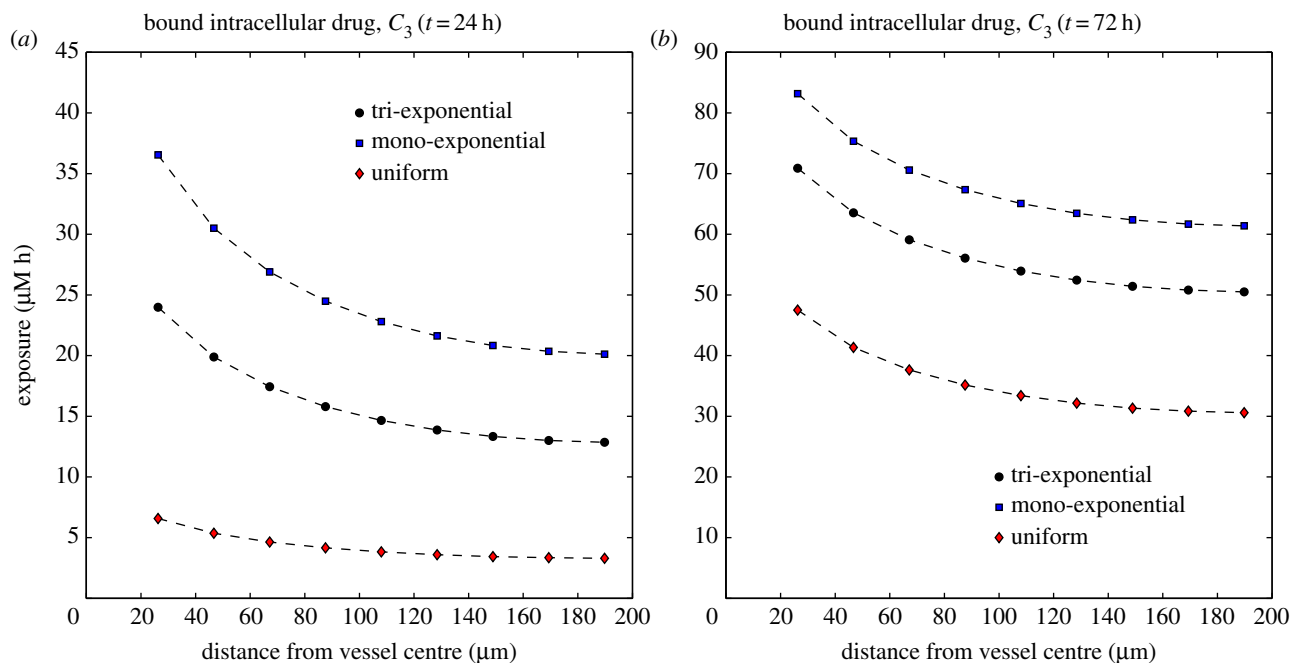 bound intracellular drug, C3 (t = 24 h)
(a)
45
40
35
30
25
20
15
10
5
exposure (µM h)
tri-exponential
mono-exponential
uniform
0 20 40 60 80 100 120 140 160 180 200
distance from vessel centre (µm)
bound intracellular drug, C3 (t = 72 h)
(b)
90
80
70
60
50
40
30
20
10
tri-exponential
mono-exponential
uniform
0 20 40 60 80 100 120 140 160 180 200
distance from vessel centre (µm)